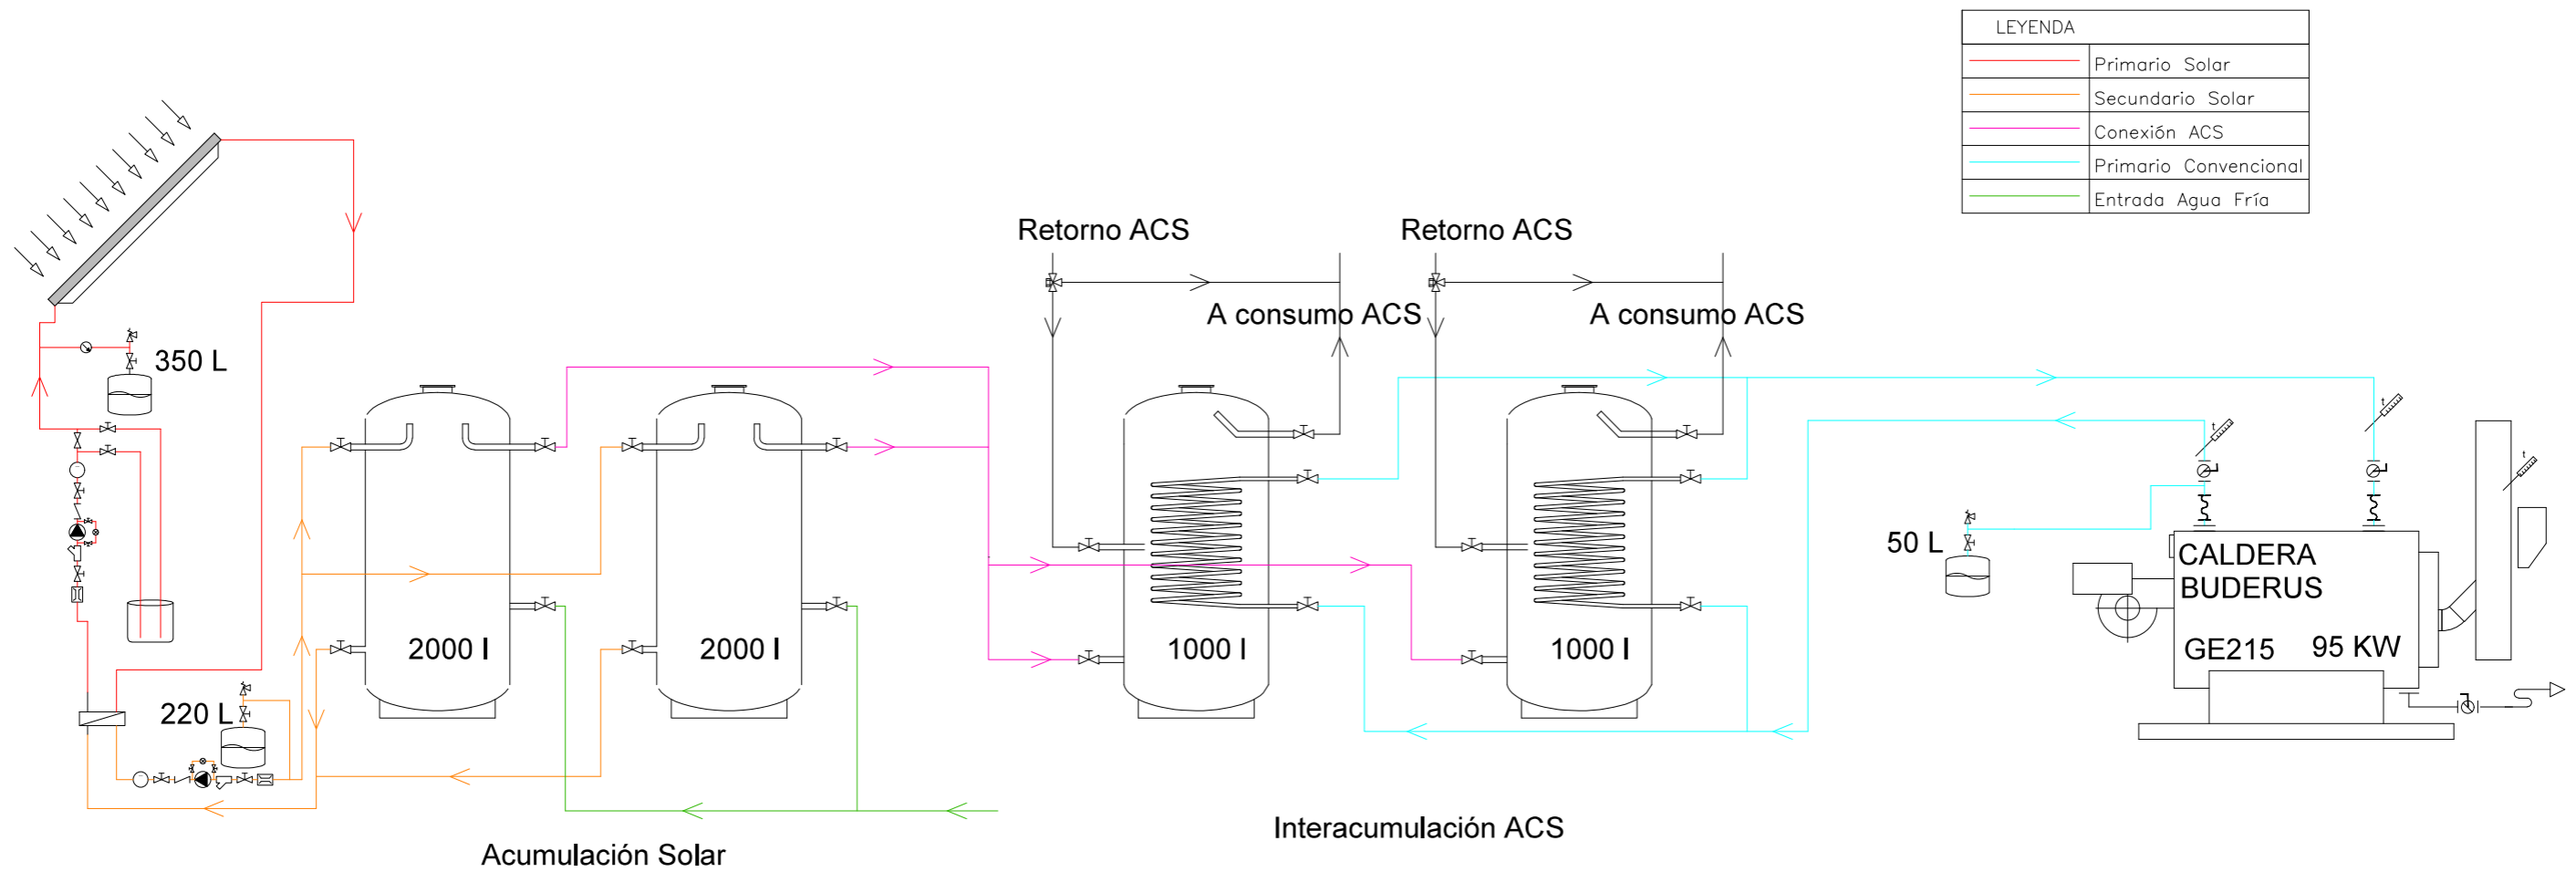 LEYENDA
Primario Solar
Secundario Solar
Conexión ACS
Primario Convencional
Entrada Agua Fría
Retorno ACS
Retorno ACS
A consumo ACS
A consumo ACS
350 L
t
t
t
50 L
CALDERA
BUDERUS
GE215 95 KW
2000 l
2000 l
1000 l
1000 l
220 L
Interacumulación ACS
Acumulación Solar